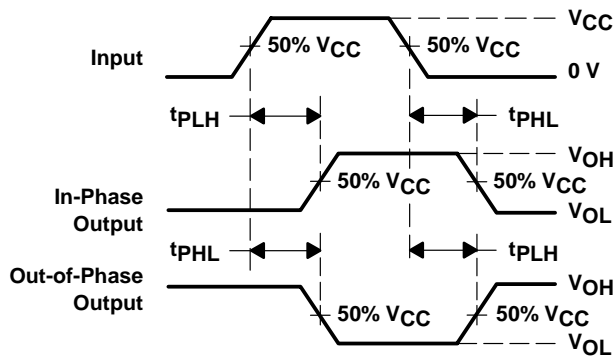 VCC
Input
50% VCC
50% VCC
0 V
tPLH
tPHL
VOH
In-Phase
Output
50% VCC
50% VCC
VOL
tPHL
tPLH
Out-of-Phase
Output
VOH
50% VCC
50% VCC
VOL